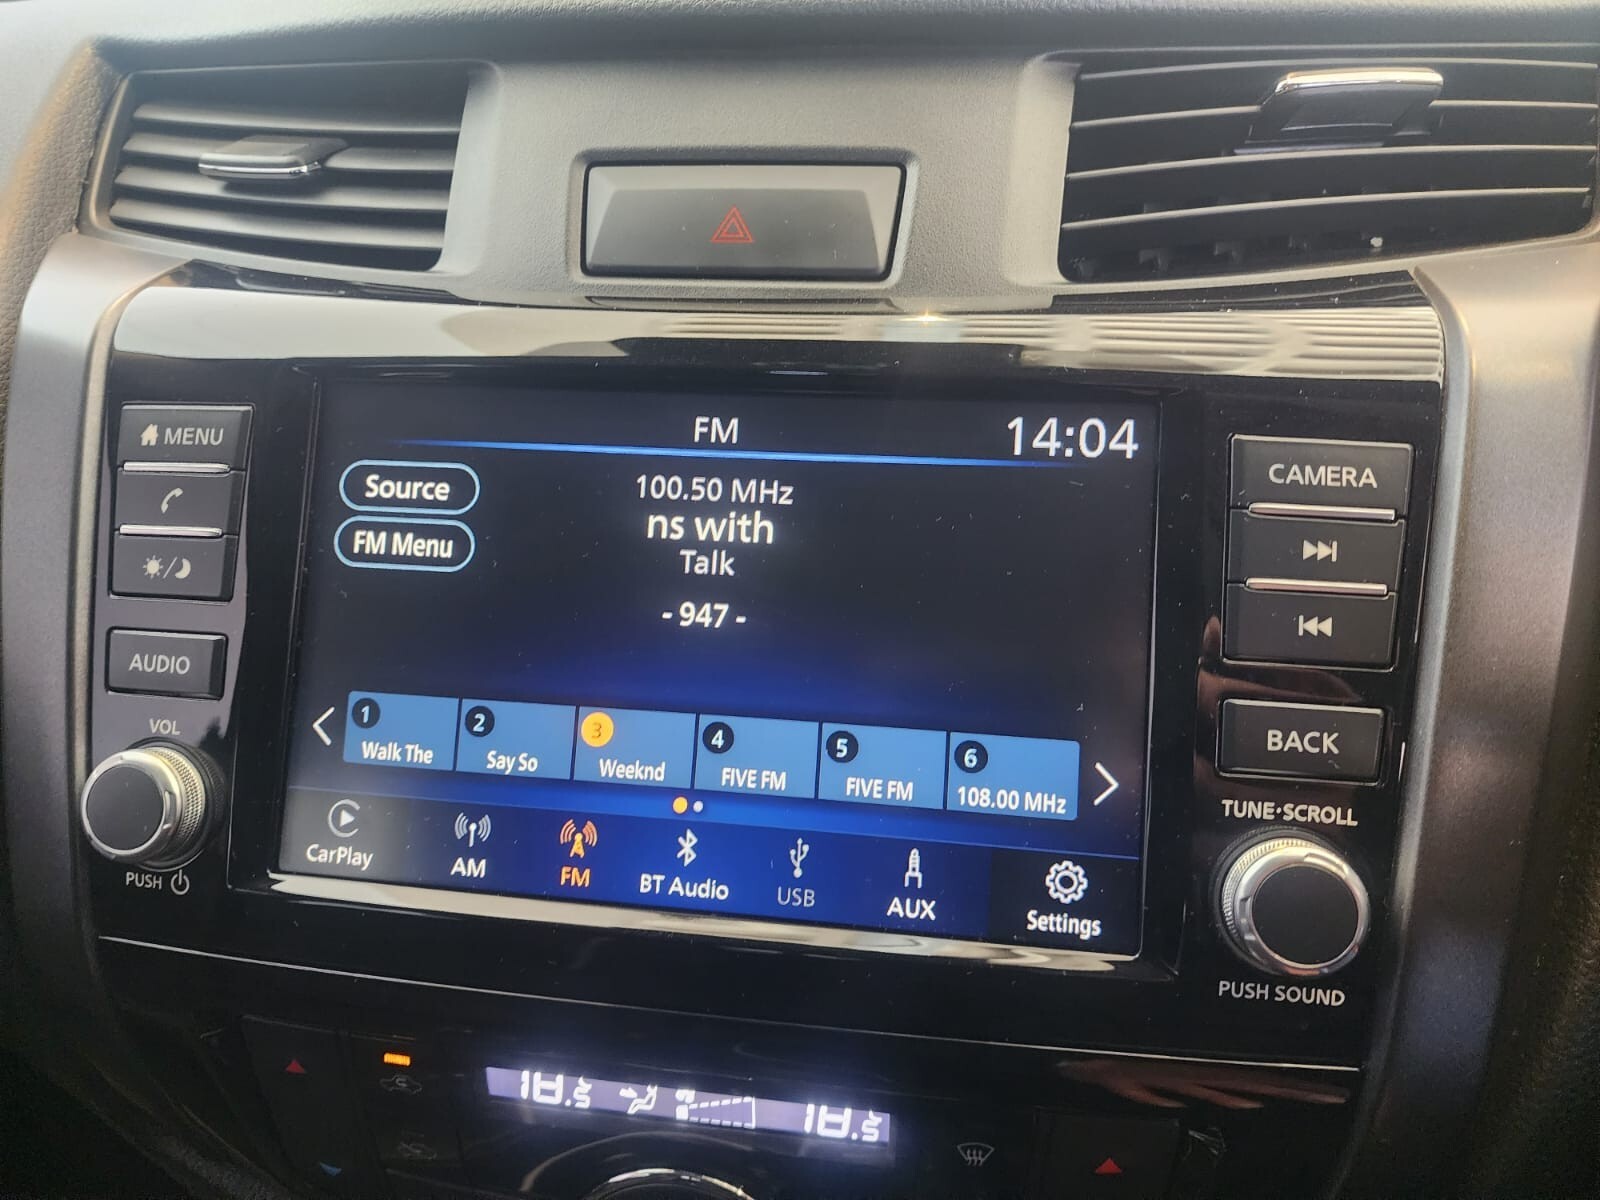 MENU
AUDIO
VOL
PUSH
FM
14:04
Source
100.50 MHz
ns with
FM Menu
Talk
- 947 -
1
Walk The
2
Say So
3
Weeknd
4
FIVE FM
5
FIVE FM
6
108.00 MHz
CarPlay
AM
FM
BT Audio
USB
AUX
Settings
CAMERA
BACK
TUNE·SCROLL
PUSH SOUND
18.5
18.5